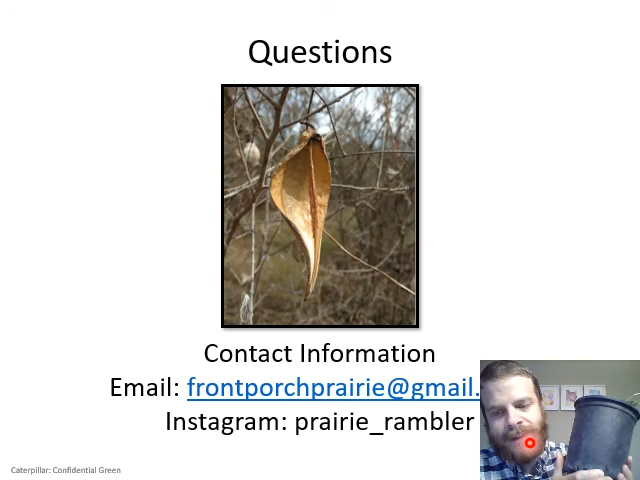 Questions
Contact Information
Email: frontporchprairie@gmail.
Instagram: prairie_rambler
Caterpillar: Confidential Green